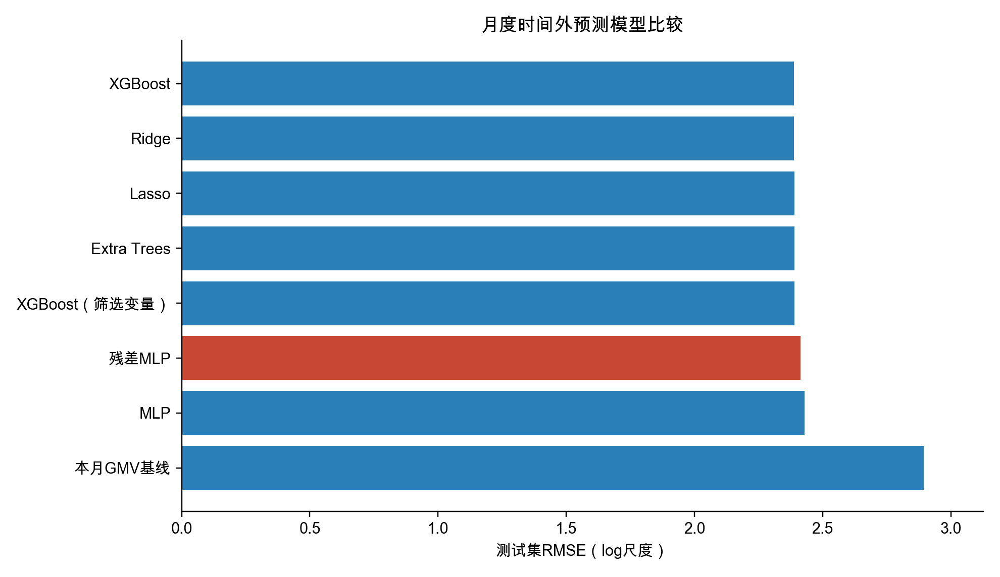 月度时间外预测模型比较
XGBoost
Ridge
Lasso
Extra Trees
XGBoost（筛选变量）
残差MLP
MLP
本月GMV基线
0.0 0.5 1.0 1.5 2.0 2.5 3.0
测试集RMSE（log尺度）